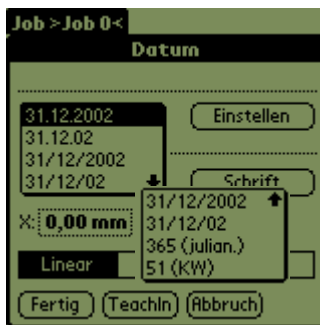 Job >Job 0<
Datum
31.12.2002
Einstellen
31.12.02
31/12/2002
31/12/02
Schrift
31/12/2002
X: 0,00 mm
31/12/02
365 (julian.)
Linear
51 (KW)
Fertig
TeachIn
Abbruch